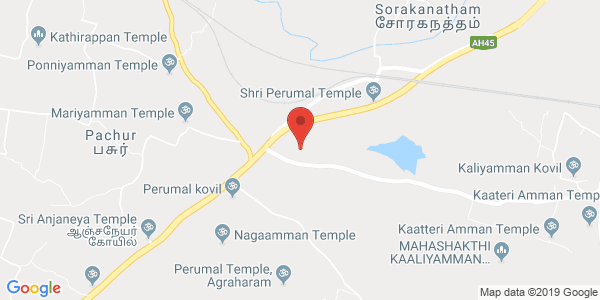 Sorakanatham
சோரகநத்தம்
AH45
Kathirappan Temple
Ponniyamman Temple
Shri Perumal Temple
Mariyamman Temple
Pachur
பசுர்
Perumal kovil
Kaliyamman Kovil
Kaateri Amman Temp
Sri Anjaneya Temple
ஆஞ்சநேயர்
கோயில்
Nagaamman Temple
Kaatteri Amman Temple
MAHASHAKTHI
KAALIYAMMAN...
Perumal Temple,
Agraharam
Google
Map data ©2019 Google